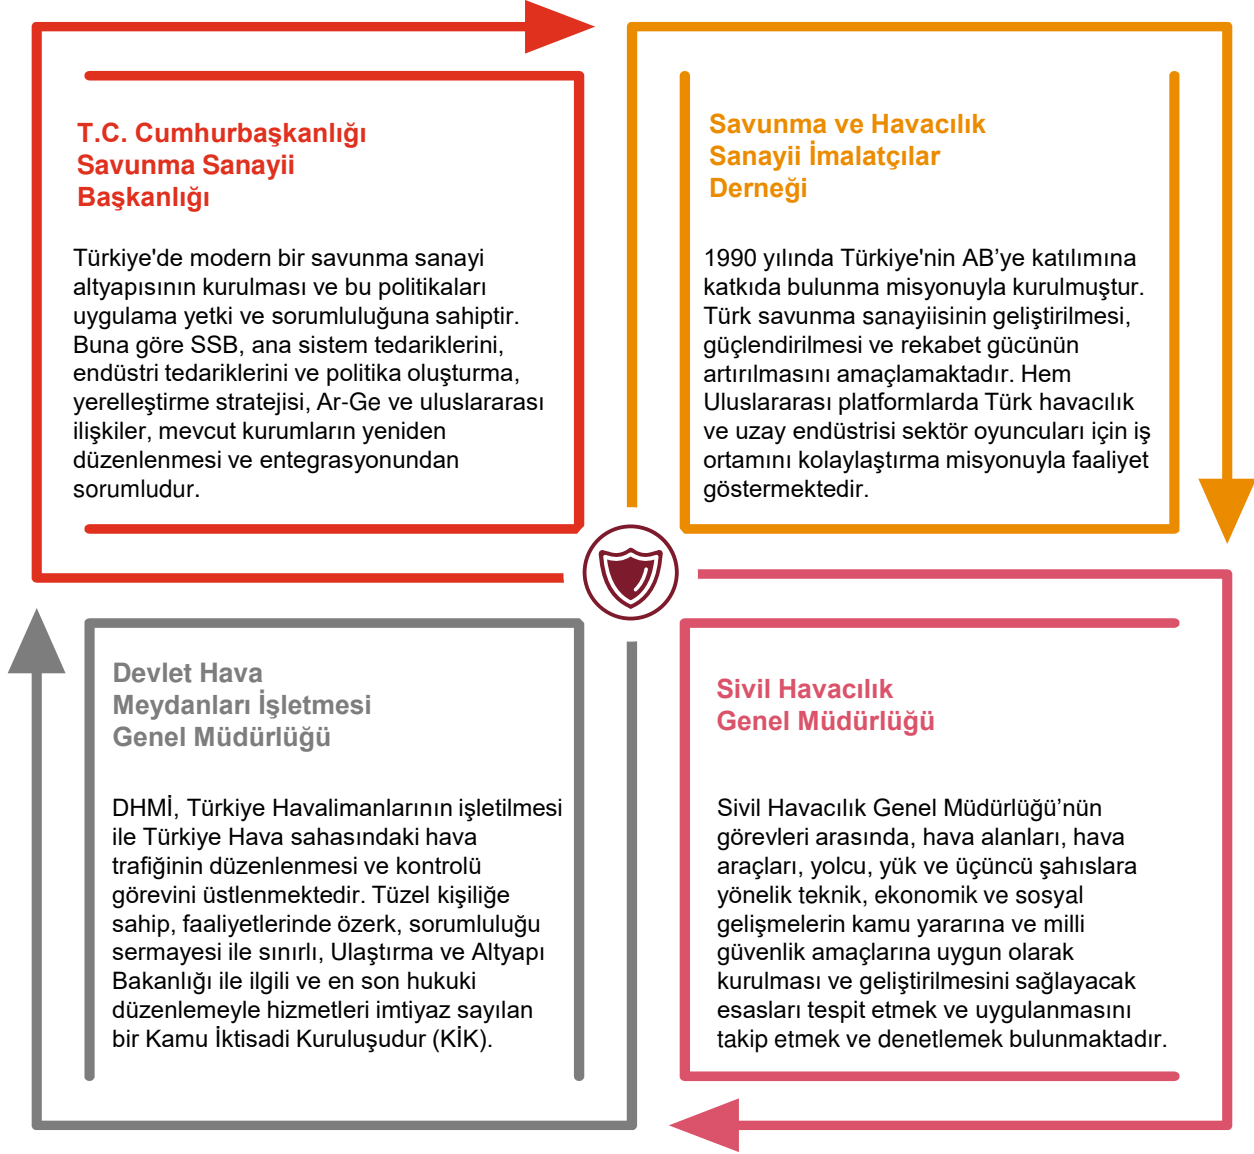 T.C. Cumhurbaşkanlığı
Savunma Sanayii
Başkanlığı
Türkiye'de modern bir savunma sanayi
altyapısının kurulması ve bu politikaları
uygulama yetki ve sorumluluğuna sahiptir.
Buna göre SSB, ana sistem tedariklerini,
endüstri tedariklerini ve politika oluşturma,
yerelleştirme stratejisi, Ar-Ge ve uluslararası
ilişkiler, mevcut kurumların yeniden
düzenlenmesi ve entegrasyonundan
sorumludur.
Savunma ve Havacılık
Sanayii İmalatçılar
Derneği
1990 yılında Türkiye'nin AB’ye katılımına
katkıda bulunma misyonuyla kurulmuştur.
Türk savunma sanayiisinin geliştirilmesi,
güçlendirilmesi ve rekabet gücünün
artırılmasını amaçlamaktadır. Hem
Uluslararası platformlarda Türk havacılık
ve uzay endüstrisi sektör oyuncuları için iş
ortamını kolaylaştırma misyonuyla faaliyet
göstermektedir.
Devlet Hava
Meydanları İşletmesi
Genel Müdürlüğü
DHMİ, Türkiye Havalimanlarının işletilmesi
ile Türkiye Hava sahasındaki hava
trafiğinin düzenlenmesi ve kontrolü
görevini üstlenmektedir. Tüzel kişiliğe
sahip, faaliyetlerinde özerk, sorumluluğu
sermayesi ile sınırlı, Ulaştırma ve Altyapı
Bakanlığı ile ilgili ve en son hukuki
düzenlemeyle hizmetleri imtiyaz sayılan
bir Kamu İktisadi Kuruluşudur (KİK).
Sivil Havacılık
Genel Müdürlüğü
Sivil Havacılık Genel Müdürlüğü’nün
görevleri arasında, hava alanları, hava
araçları, yolcu, yük ve üçüncü şahıslara
yönelik teknik, ekonomik ve sosyal
gelişmelerin kamu yararına ve milli
güvenlik amaçlarına uygun olarak
kurulması ve geliştirilmesini sağlayacak
esasları tespit etmek ve uygulanmasını
takip etmek ve denetlemek bulunmaktadır.